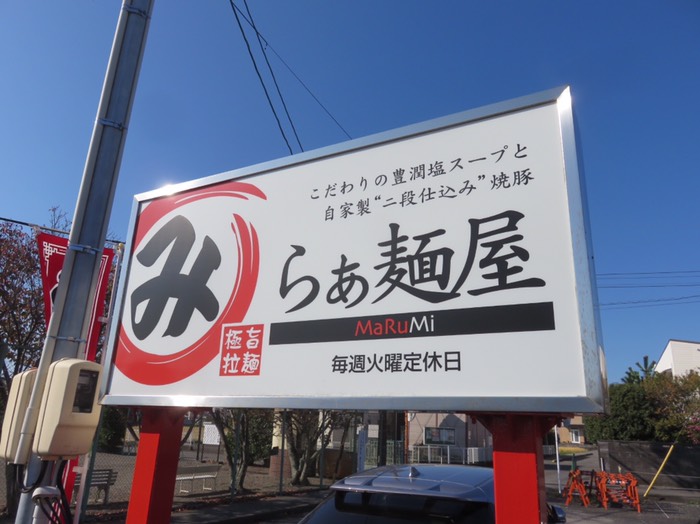 こだわりの豊潤塩スープと
自家製“二段仕込み”焼豚
み
らぁ麺屋
MaRuMi
旨麺
極拉
毎週火曜定休日